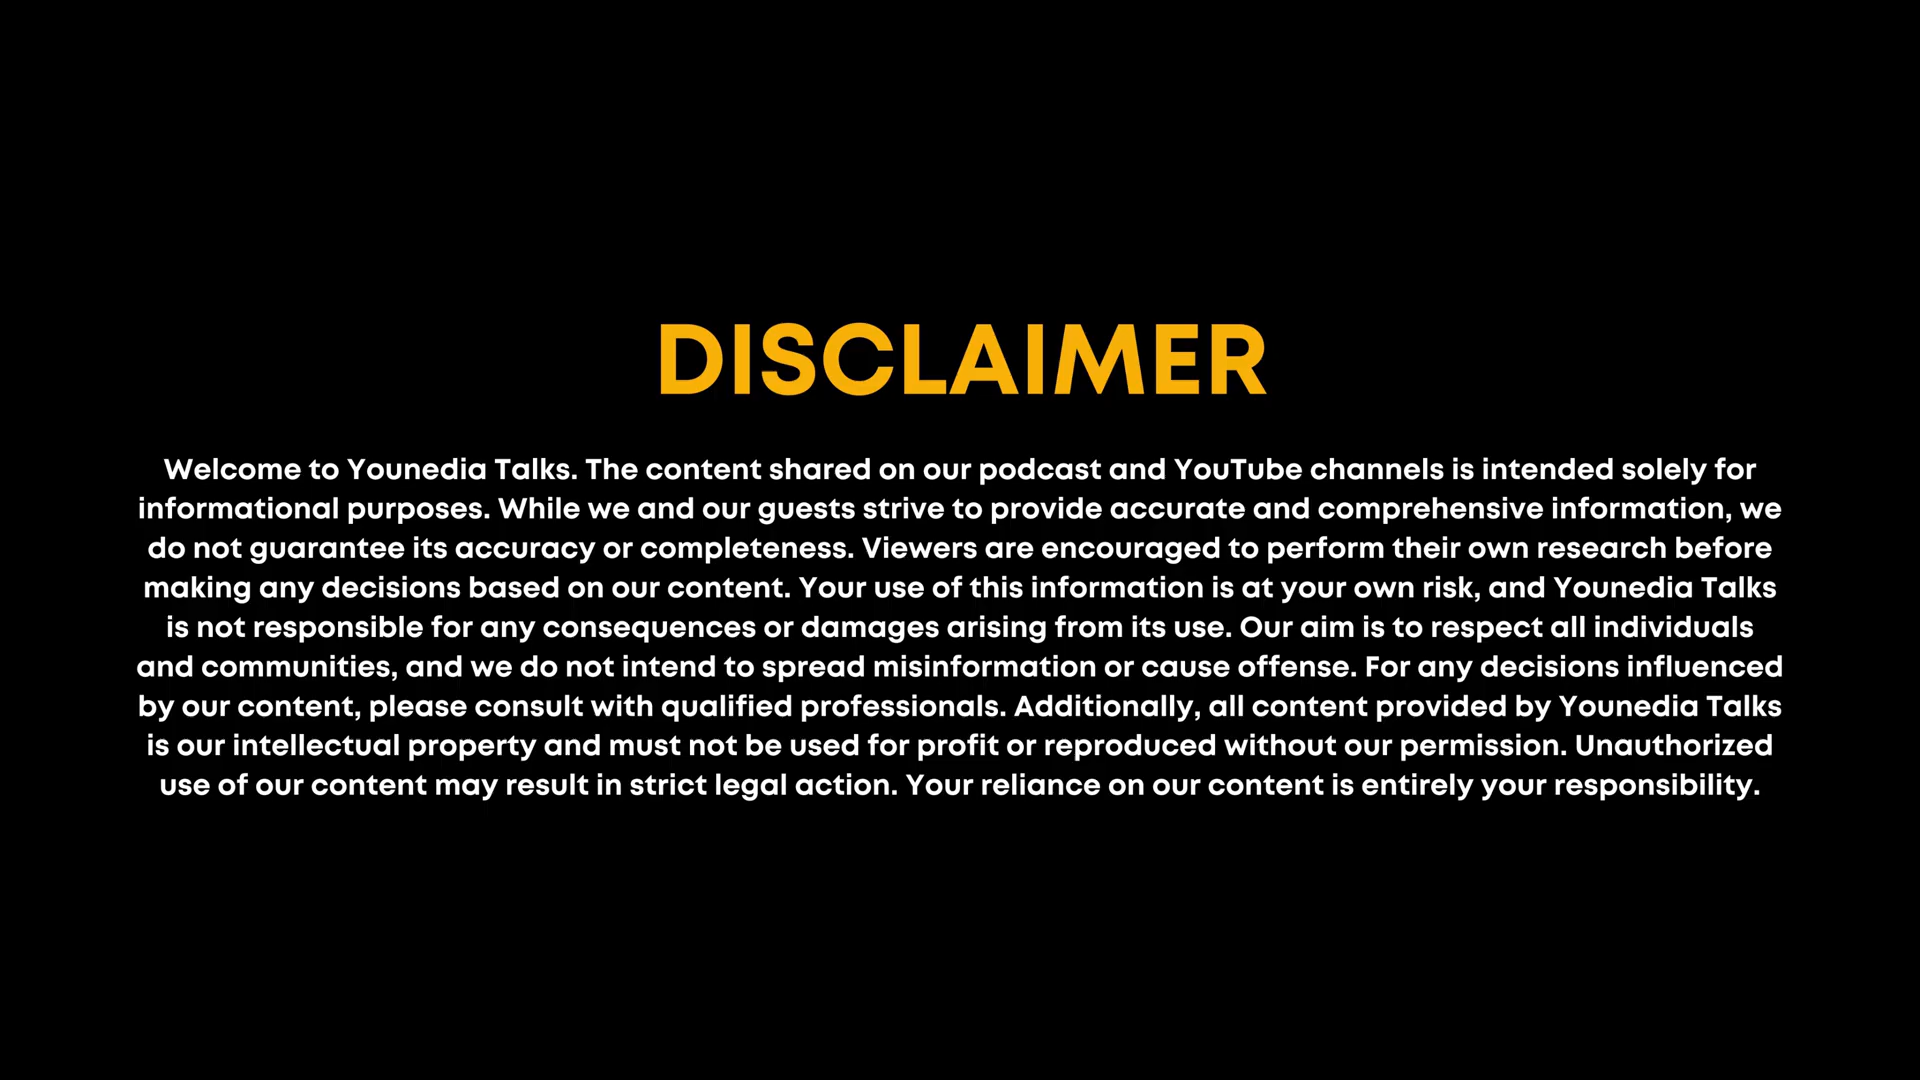 DISCLAIMER
Welcome to Younedia Talks. The content shared on our podcast and YouTube channels is intended solely for
informational purposes. While we and our guests strive to provide accurate and comprehensive information, we
do not guarantee its accuracy or completeness. Viewers are encouraged to perform their own research before
making any decisions based on our content. Your use of this information is at your own risk, and Younedia Talks
is not responsible for any consequences or damages arising from its use. Our aim is to respect all individuals
and communities, and we do not intend to spread misinformation or cause offense. For any decisions influenced
by our content, please consult with qualified professionals. Additionally, all content provided by Younedia Talks
is our intellectual property and must not be used for profit or reproduced without our permission. Unauthorized
use of our content may result in strict legal action. Your reliance on our content is entirely your responsibility.